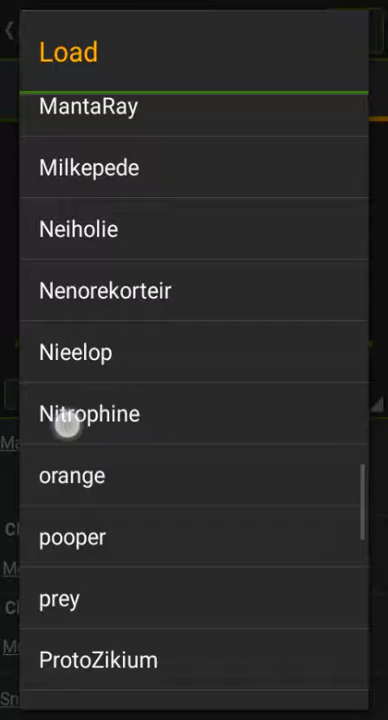 Load
MantaRay
Milkepede
Neiholie
Nenorekorteir
Nieelop
Nitrophine
orange
pooper
prey
ProtoZikium